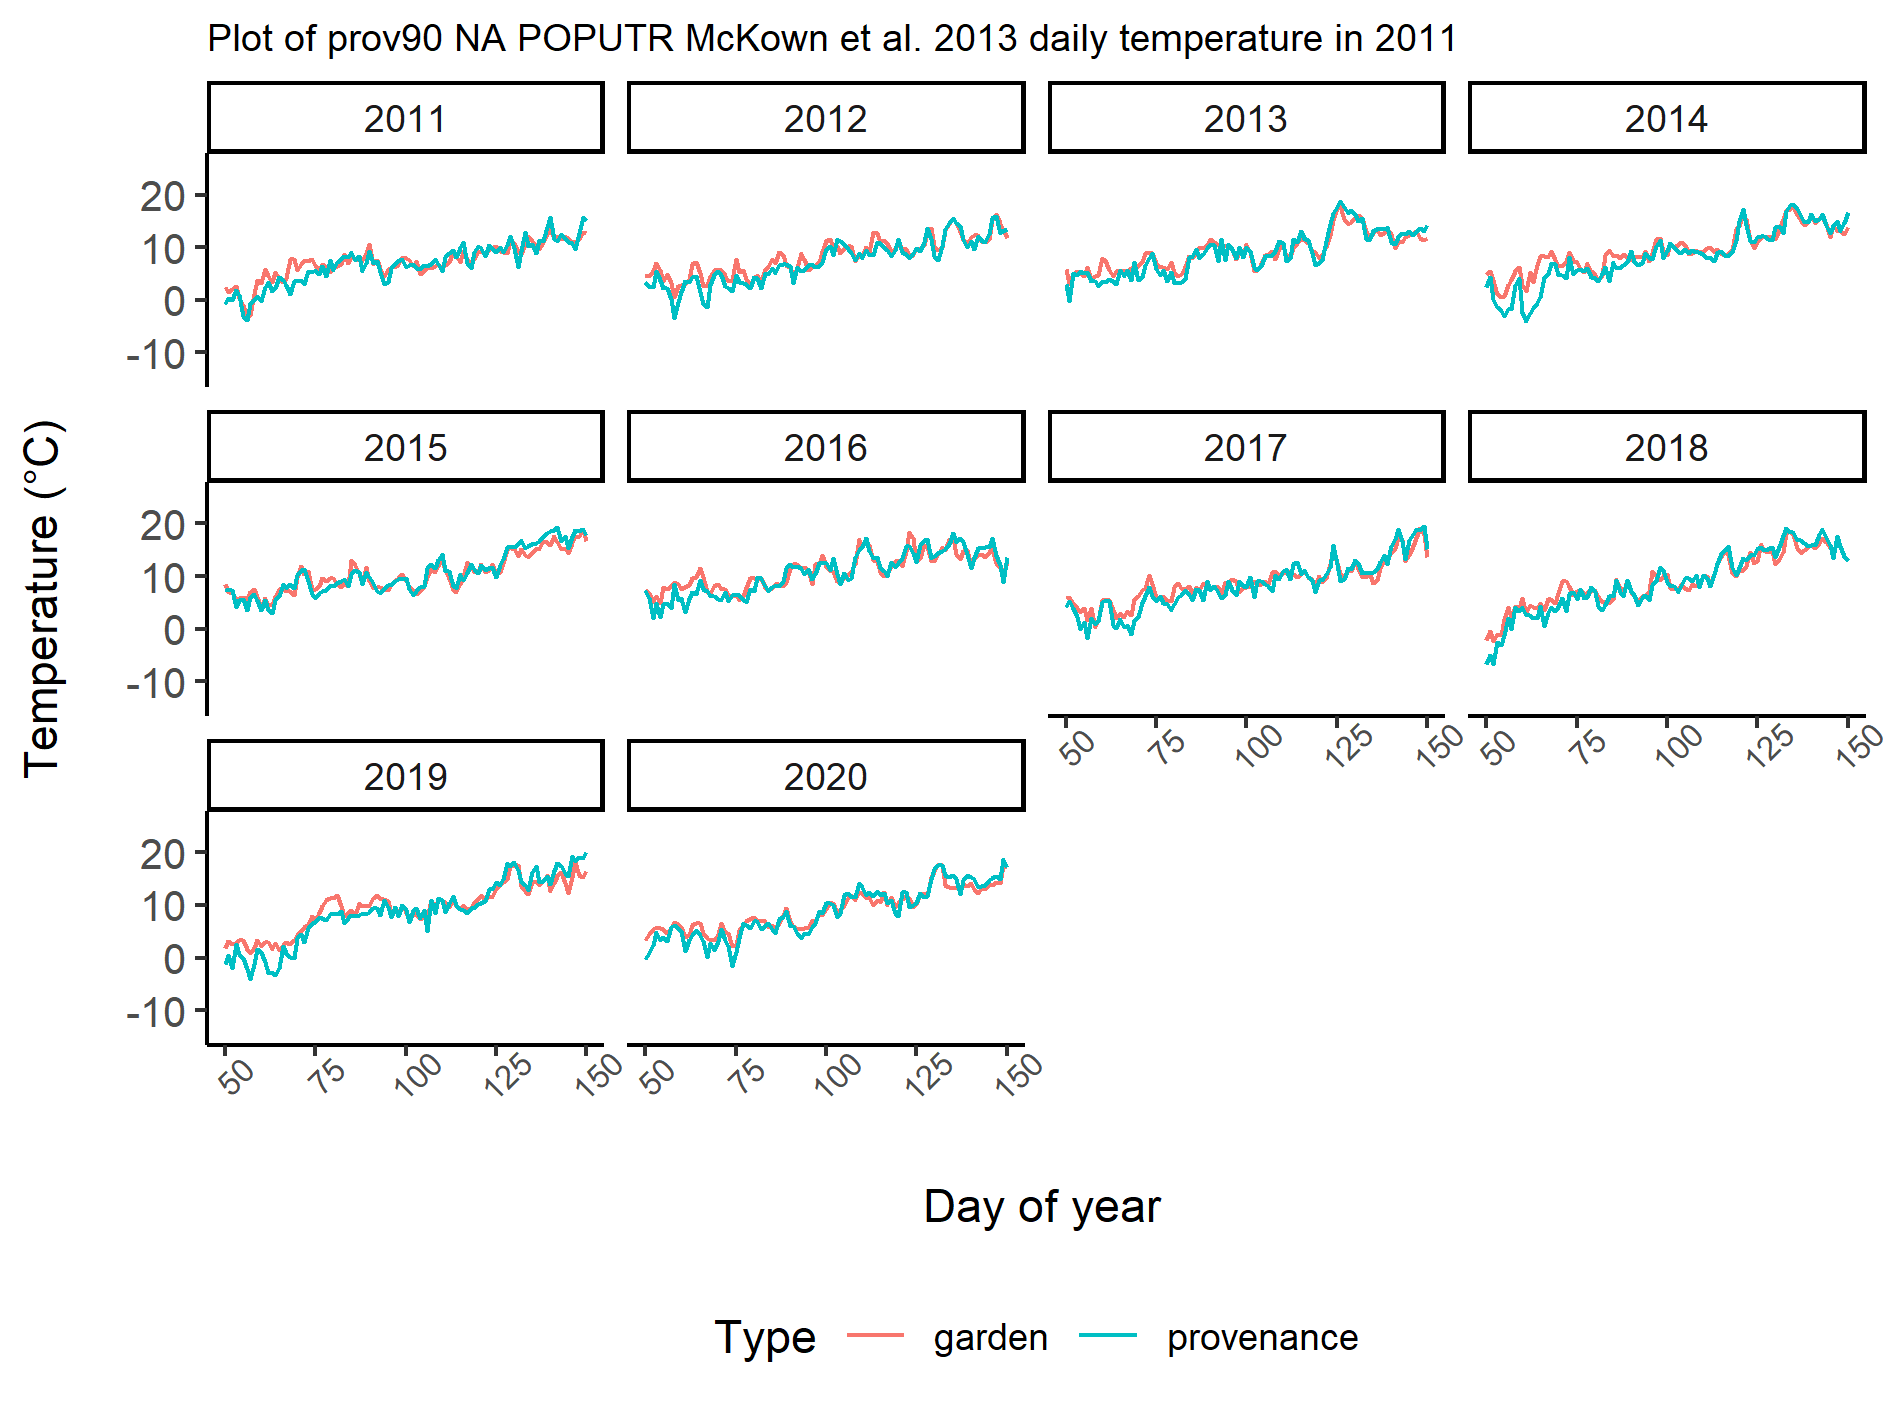 Plot of prov90 NA POPUTR McKown et al. 2013 daily temperature in 2011
2011 2012 2013 2014
20
10
0
-10
2015 2016 2017 2018
20
10
0
-10
50 75 100 125 150 50 75 100 125 150
2019 2020
20
10
0
-10
50 75 100 125 150 50 75 100 125 150
Temperature (°C)
Day of year
Type garden provenance